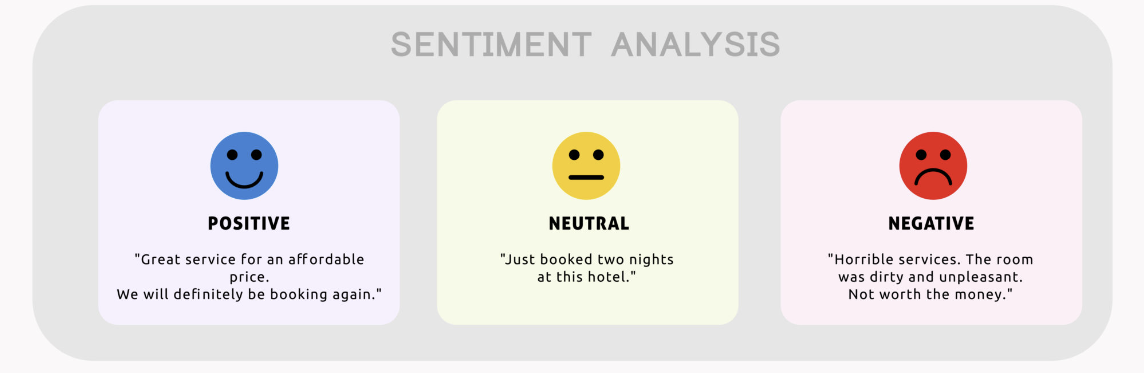 SENTIMENT ANALYSIS
POSITIVE
"Great service for an affordable
price.
We will definitely be booking again."
NEUTRAL
"Just booked two nights
at this hotel."
NEGATIVE
"Horrible services. The room
was dirty and unpleasant.
Not worth the money."